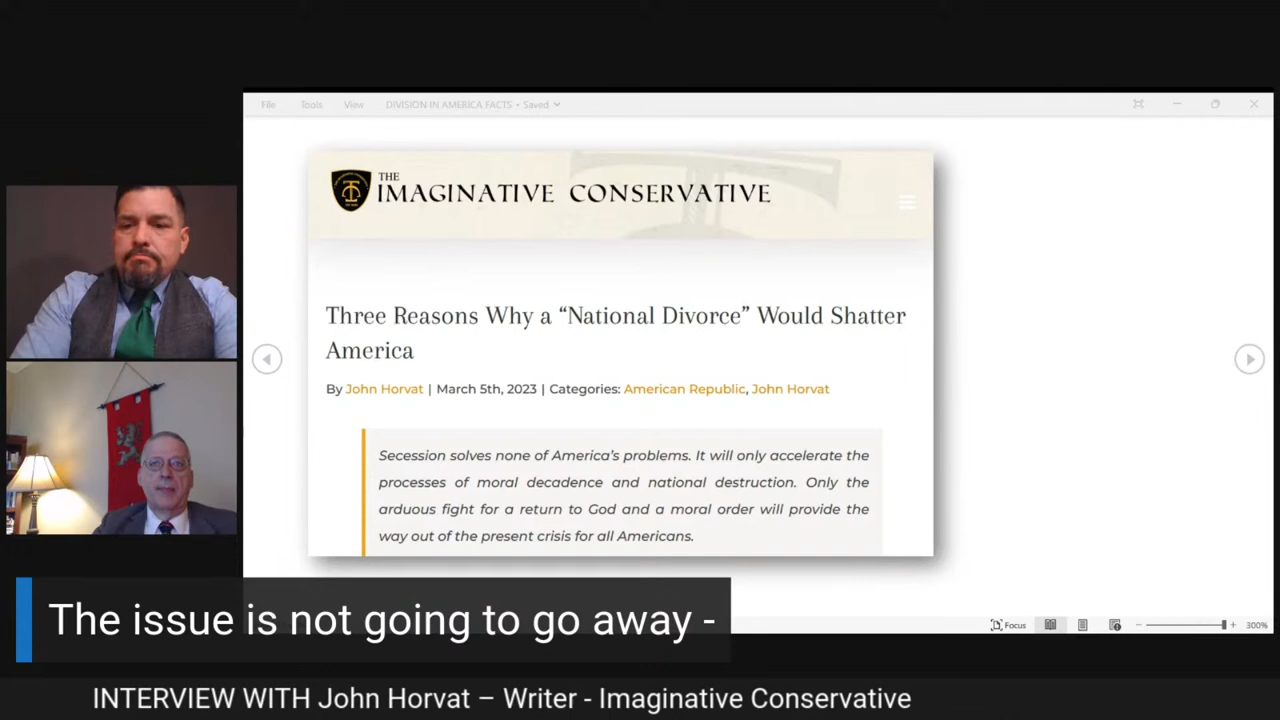 File Tools View DIVISION IN AMERICA FACTS • Saved
THE
IMAGINATIVE CONSERVATIVE
Three Reasons Why a “National Divorce” Would Shatter
America
By John Horvat | March 5th, 2023 | Categories: American Republic, John Horvat
Secession solves none of America’s problems. It will only accelerate the
processes of moral decadence and national destruction. Only the
arduous fight for a return to God and a moral order will provide the
way out of the present crisis for all Americans.
Focus 300%
The issue is not going to go away -
INTERVIEW WITH John Horvat – Writer - Imaginative Conservative